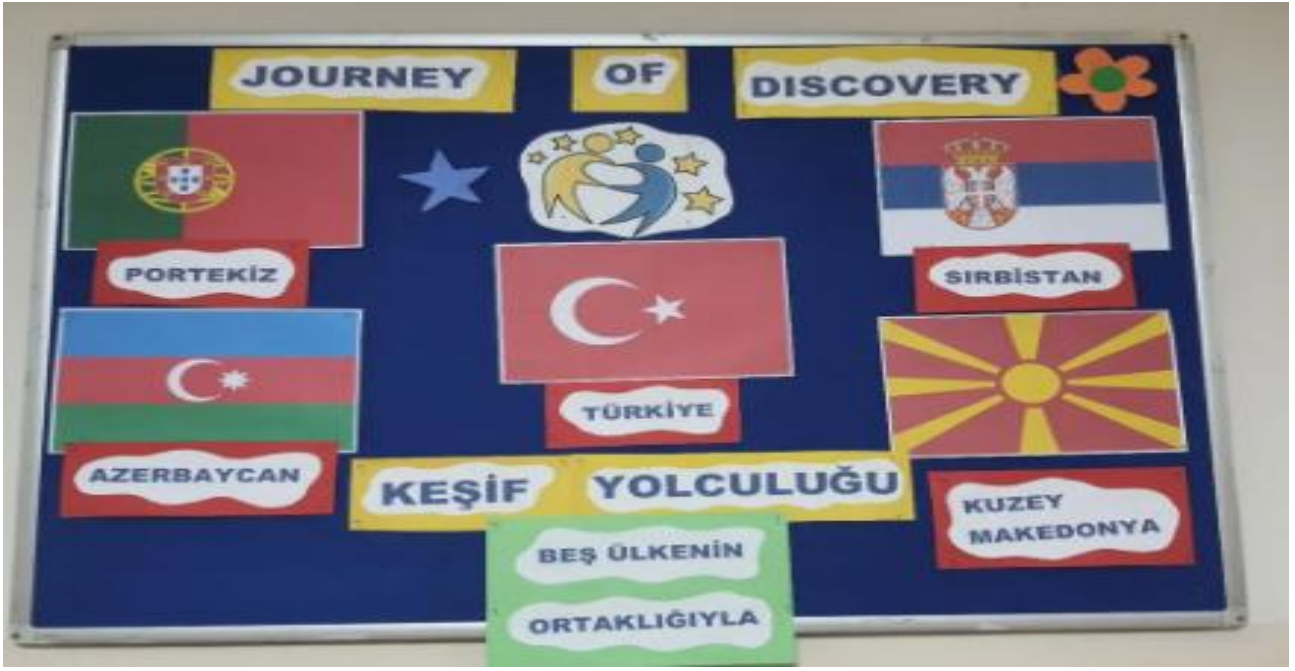 JOURNEY OF DISCOVERY
PORTEKİZ
SIRBİSTAN
TÜRKİYE
AZERBAYCAN
KEŞİF YOLCULUĞU
KUZEY
MAKEDONYA
BEŞ ÜLKENİN
ORTAKLIĞIYLA